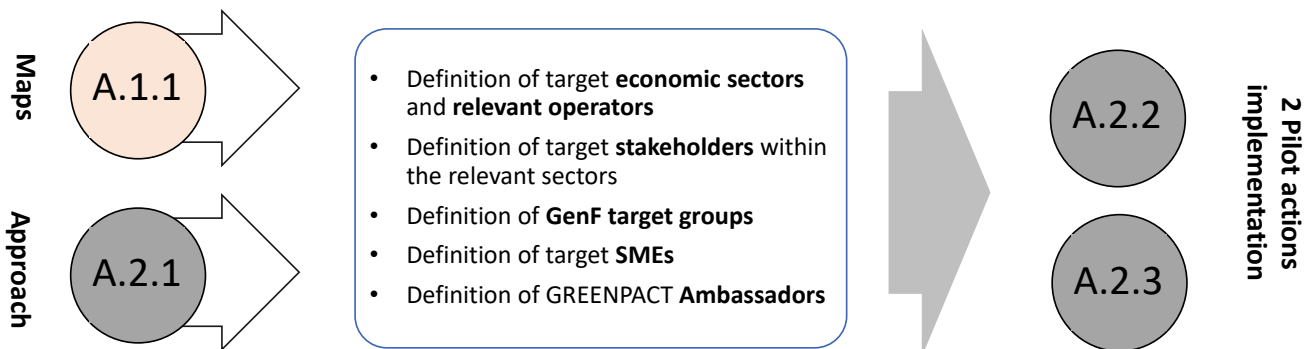 Maps
A.1.1
Approach
A.2.1
• Definition of target economic sectors
and relevant operators
• Definition of target stakeholders within
the relevant sectors
• Definition of GenF target groups
• Definition of target SMEs
• Definition of GREENPACT Ambassadors
A.2.2
A.2.3
2 Pilot actions
implementation